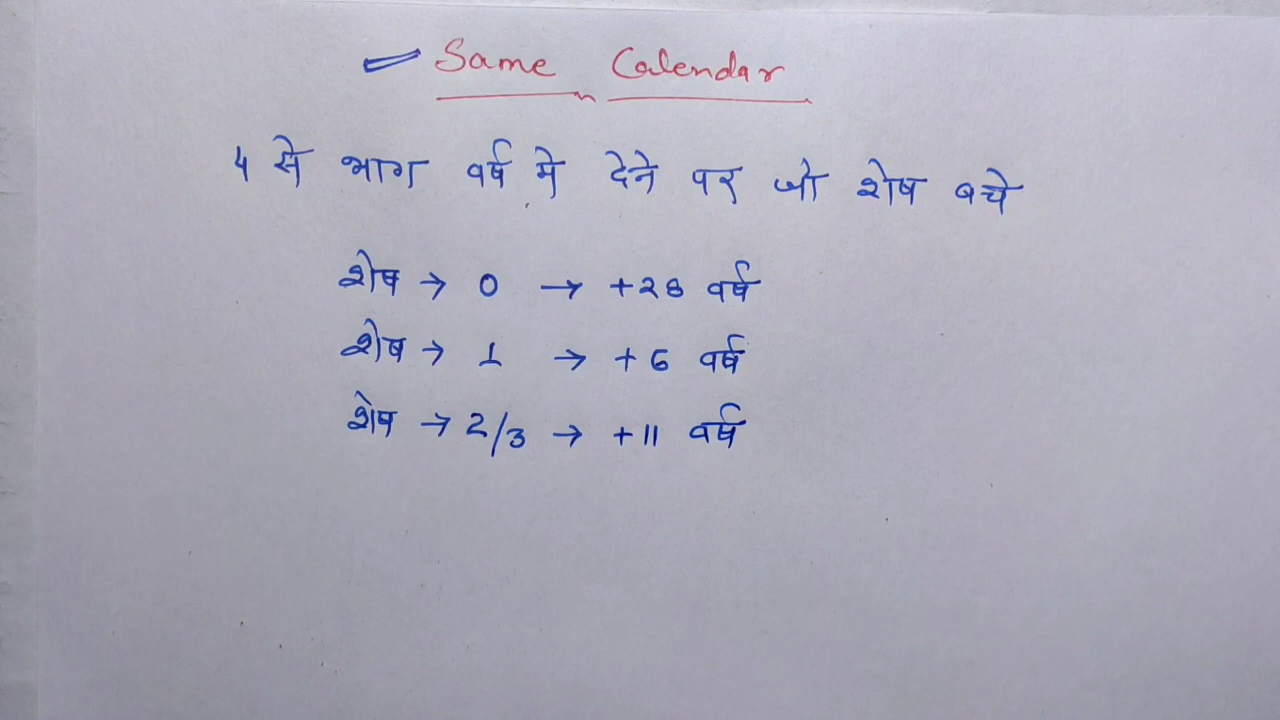 Same Calendar
4 से भाग वर्ष मे देने पर जो शेष बचे
शेष → 0 → +28 वर्ष
शेष → 1 → +6 वर्ष
शेष → 2/3 → +11 वर्ष